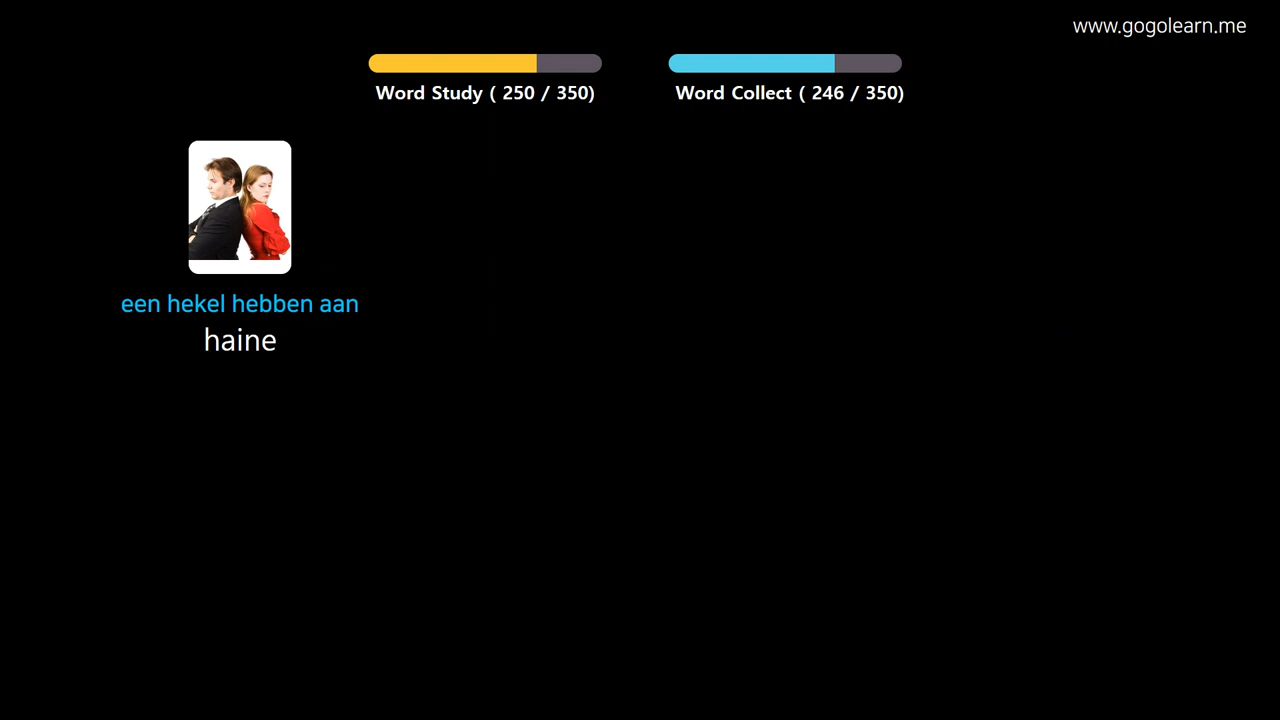 www.gogolearn.me
Word Study ( 250 / 350)
Word Collect ( 246 / 350)
een hekel hebben aan
haine